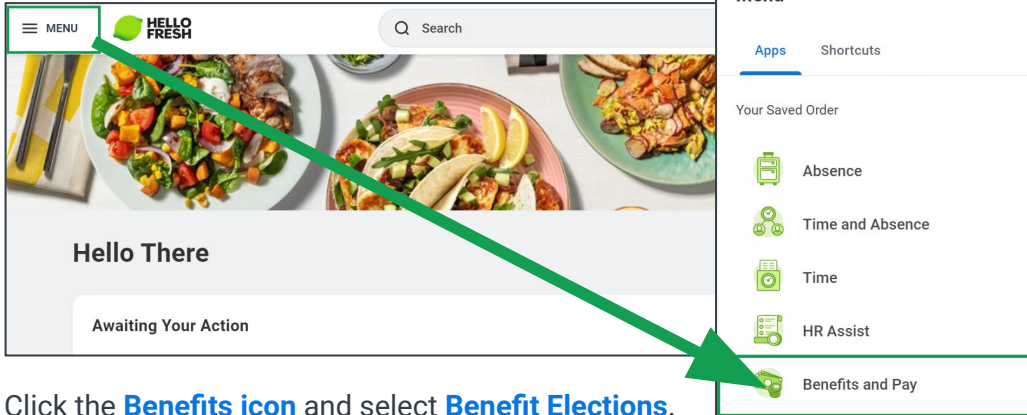 MENU
HELLO
FRESH
Search
Hello There
Awaiting Your Action
Menu
Apps
Shortcuts
Your Saved Order
Absence
Time and Absence
Time
HR Assist
Benefits and Pay
Click the Benefits icon and select Benefit Elections.